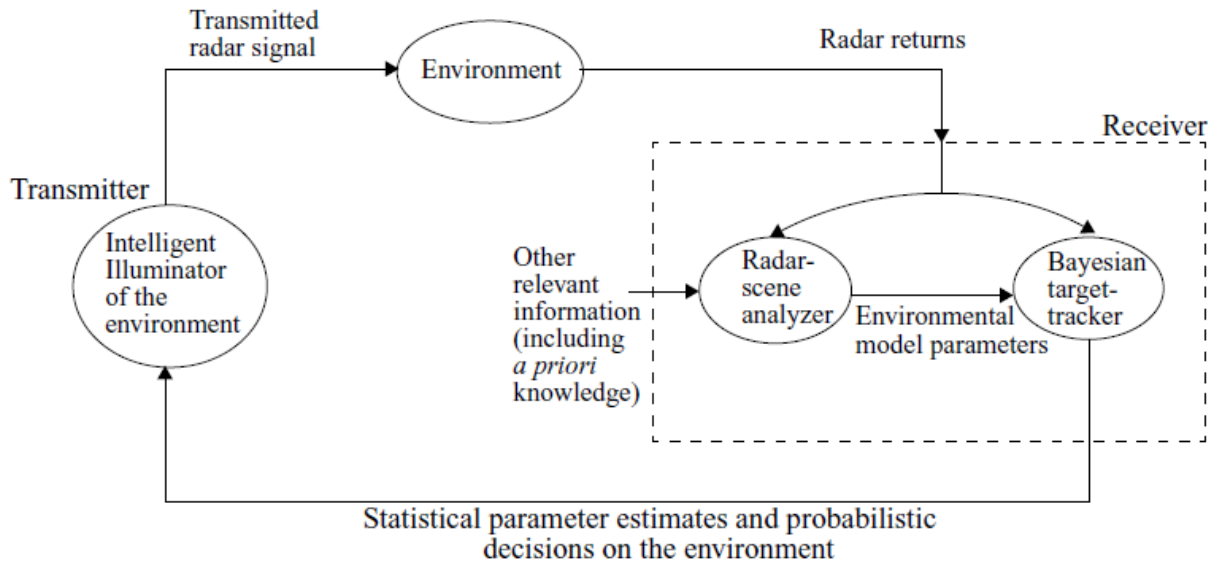 Transmitted
radar signal
Environment
Radar returns
Receiver
Transmitter
Intelligent
Illuminator
of the
environment
Other
relevant
information
(including
a priori
knowledge)
Radar-
scene
analyzer
Environmental
model parameters
Bayesian
target-
tracker
Statistical parameter estimates and probabilistic
decisions on the environment